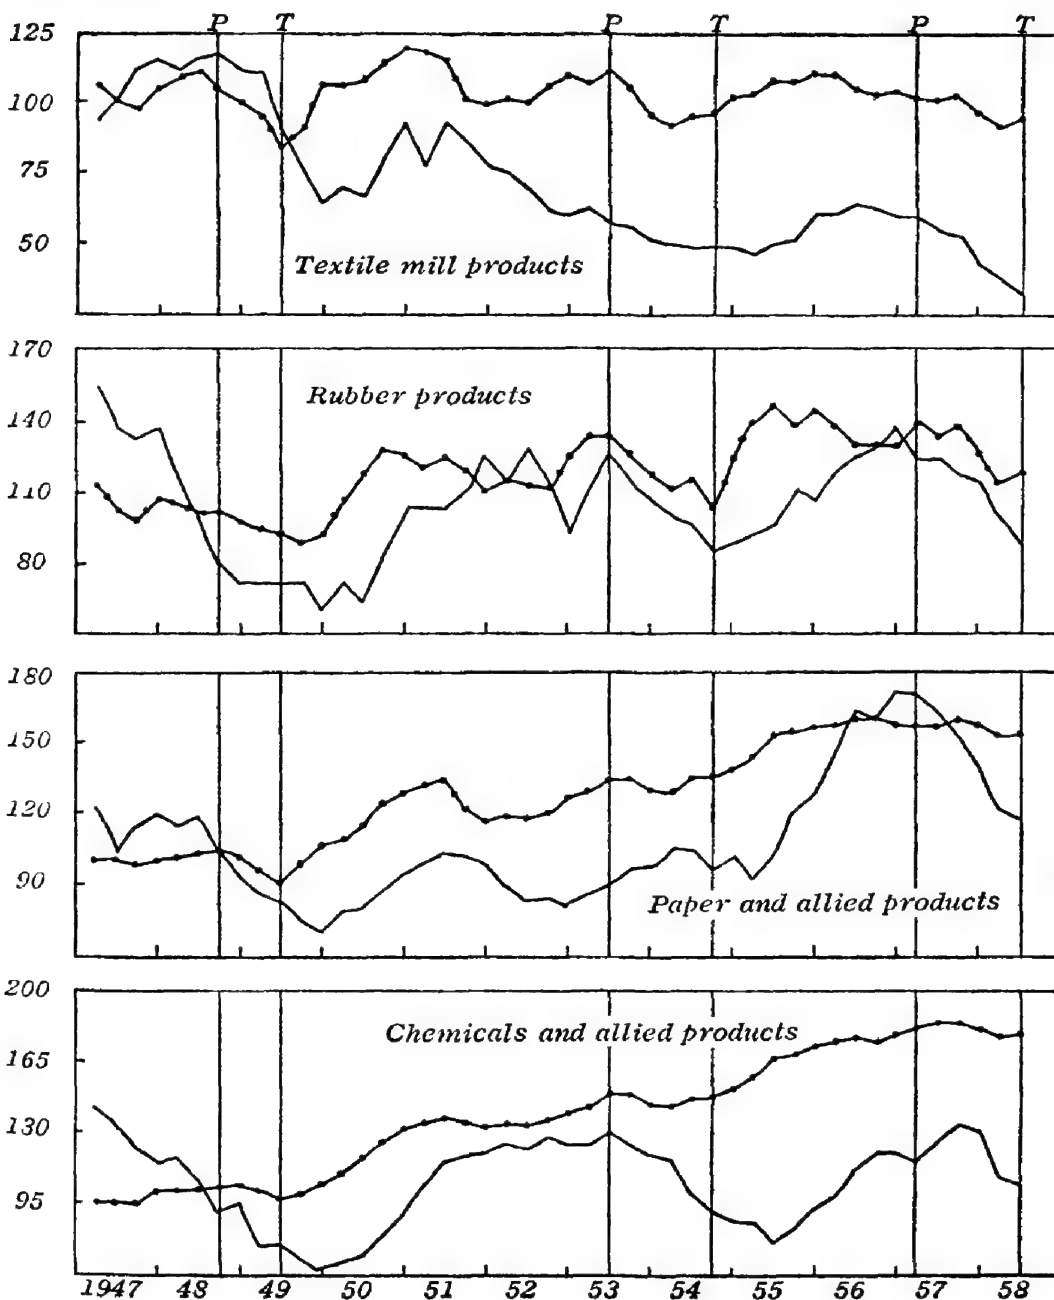 P T P T P T
125
100
75
50
Textile mill products
170
140
110
80
Rubber products
180
150
120
90
Paper and allied products
200
165
130
95
Chemicals and allied products
1947 48 49 50 51 52 53 54 55 56 57 58